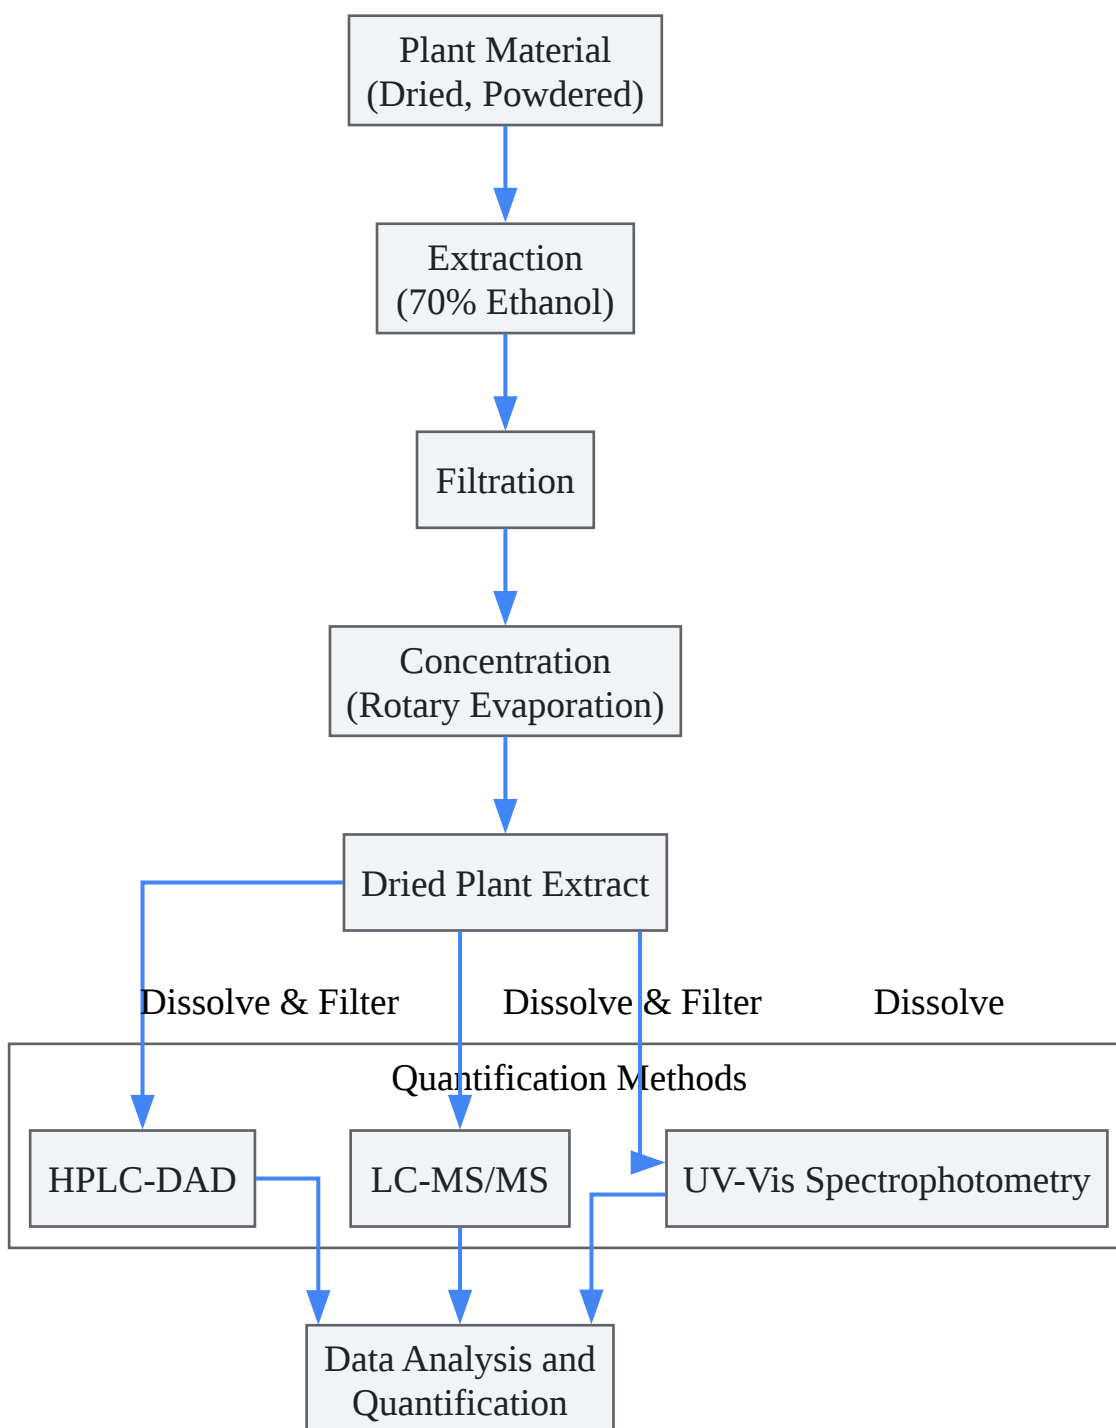 Plant Material
(Dried, Powdered)
Extraction
(70% Ethanol)
Filtration
Concentration
(Rotary Evaporation)
Dried Plant Extract
Dissolve & Filter
Dissolve & Filter
Dissolve
Quantification Methods
HPLC-DAD
LC-MS/MS
UV-Vis Spectrophotometry
Data Analysis and
Quantification